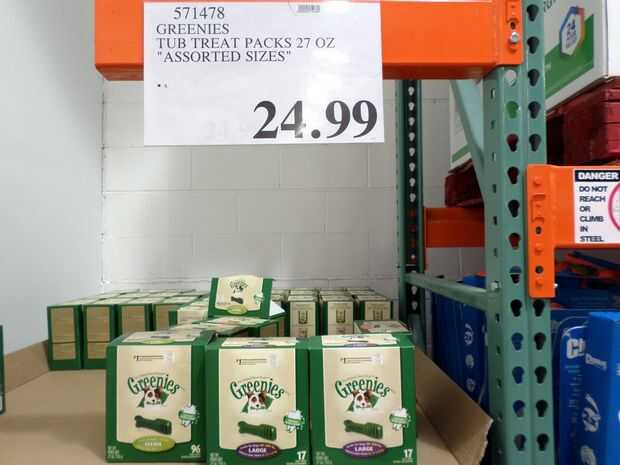 571478
GREENIES
TUB TREAT PACKS 27 OZ
"ASSORTED SIZES"
24.99
DANGER
DO NOT
REACH
OR
CLIMB
IN
STEEL
Greenies
96
Greenies
LARGE
17
Greenies
LARGE
17